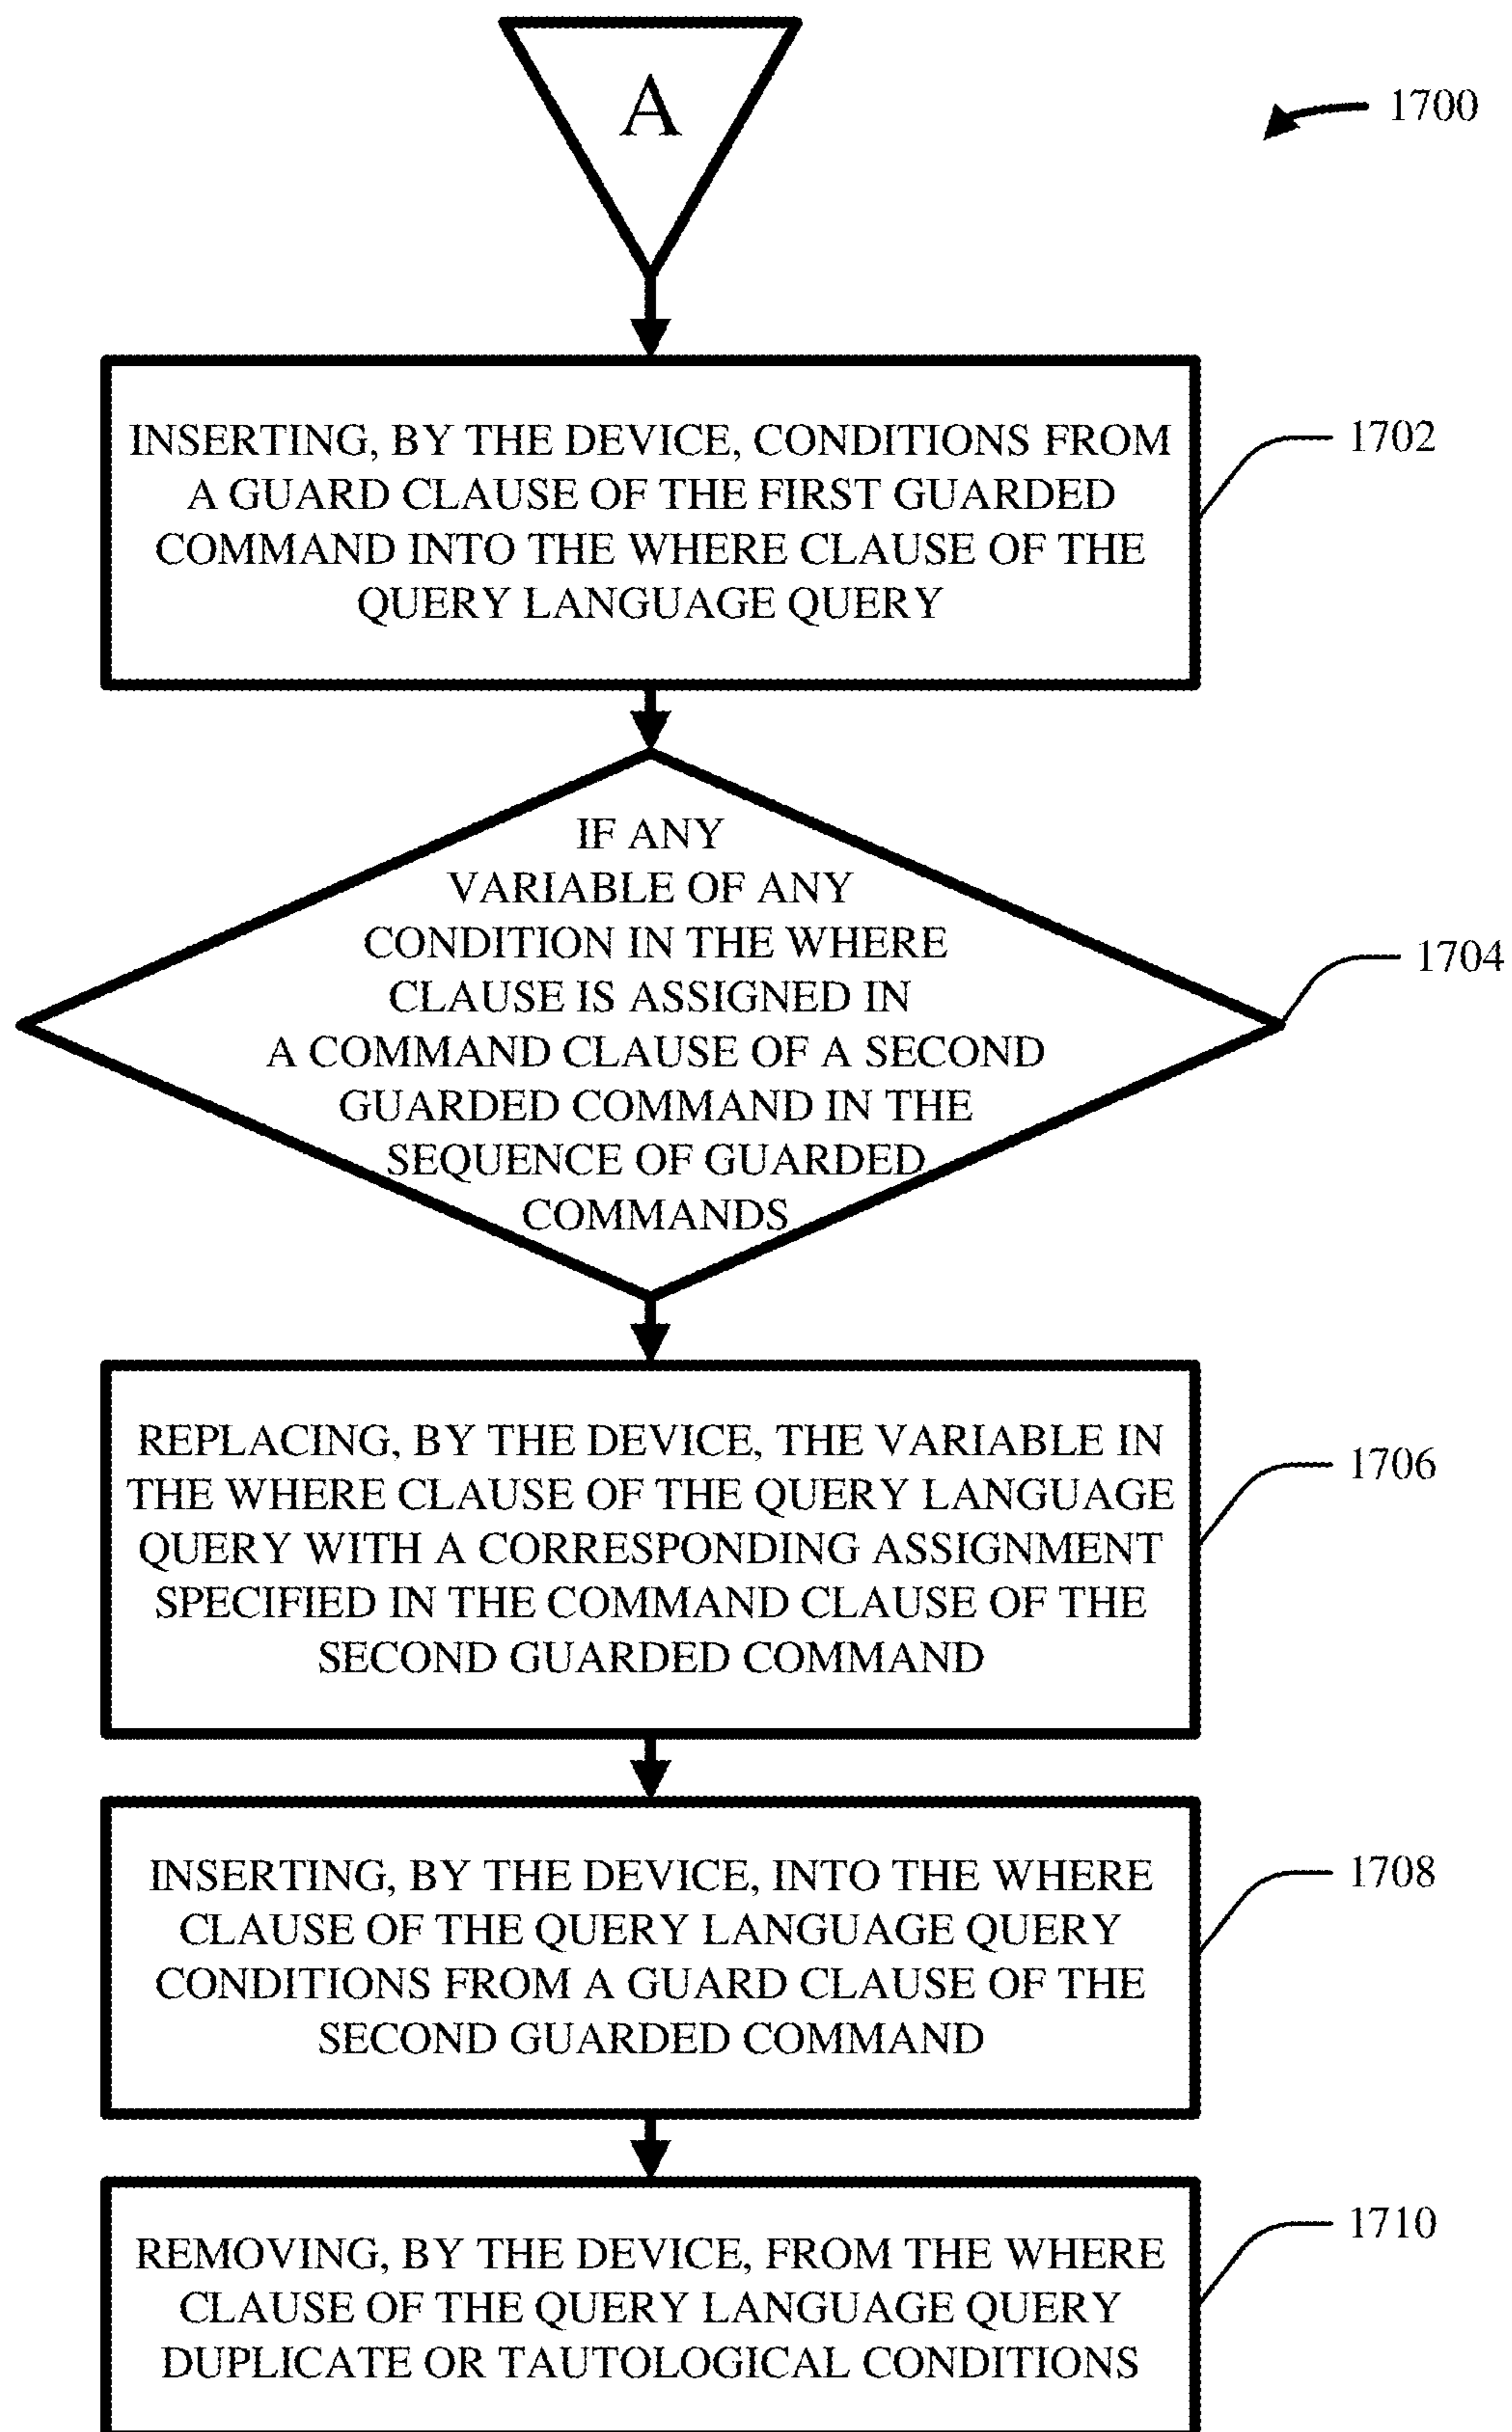 A
1700
INSERTING, BY THE DEVICE, CONDITIONS FROM
A GUARD CLAUSE OF THE FIRST GUARDED
COMMAND INTO THE WHERE CLAUSE OF THE
QUERY LANGUAGE QUERY
1702
IF ANY
VARIABLE OF ANY
CONDITION IN THE WHERE
CLAUSE IS ASSIGNED IN
A COMMAND CLAUSE OF A SECOND
GUARDED COMMAND IN THE
SEQUENCE OF GUARDED
COMMANDS
1704
REPLACING, BY THE DEVICE, THE VARIABLE IN
THE WHERE CLAUSE OF THE QUERY LANGUAGE
QUERY WITH A CORRESPONDING ASSIGNMENT
SPECIFIED IN THE COMMAND CLAUSE OF THE
SECOND GUARDED COMMAND
1706
INSERTING, BY THE DEVICE, INTO THE WHERE
CLAUSE OF THE QUERY LANGUAGE QUERY
CONDITIONS FROM A GUARD CLAUSE OF THE
SECOND GUARDED COMMAND
1708
REMOVING, BY THE DEVICE, FROM THE WHERE
CLAUSE OF THE QUERY LANGUAGE QUERY
DUPLICATE OR TAUTOLOGICAL CONDITIONS
1710